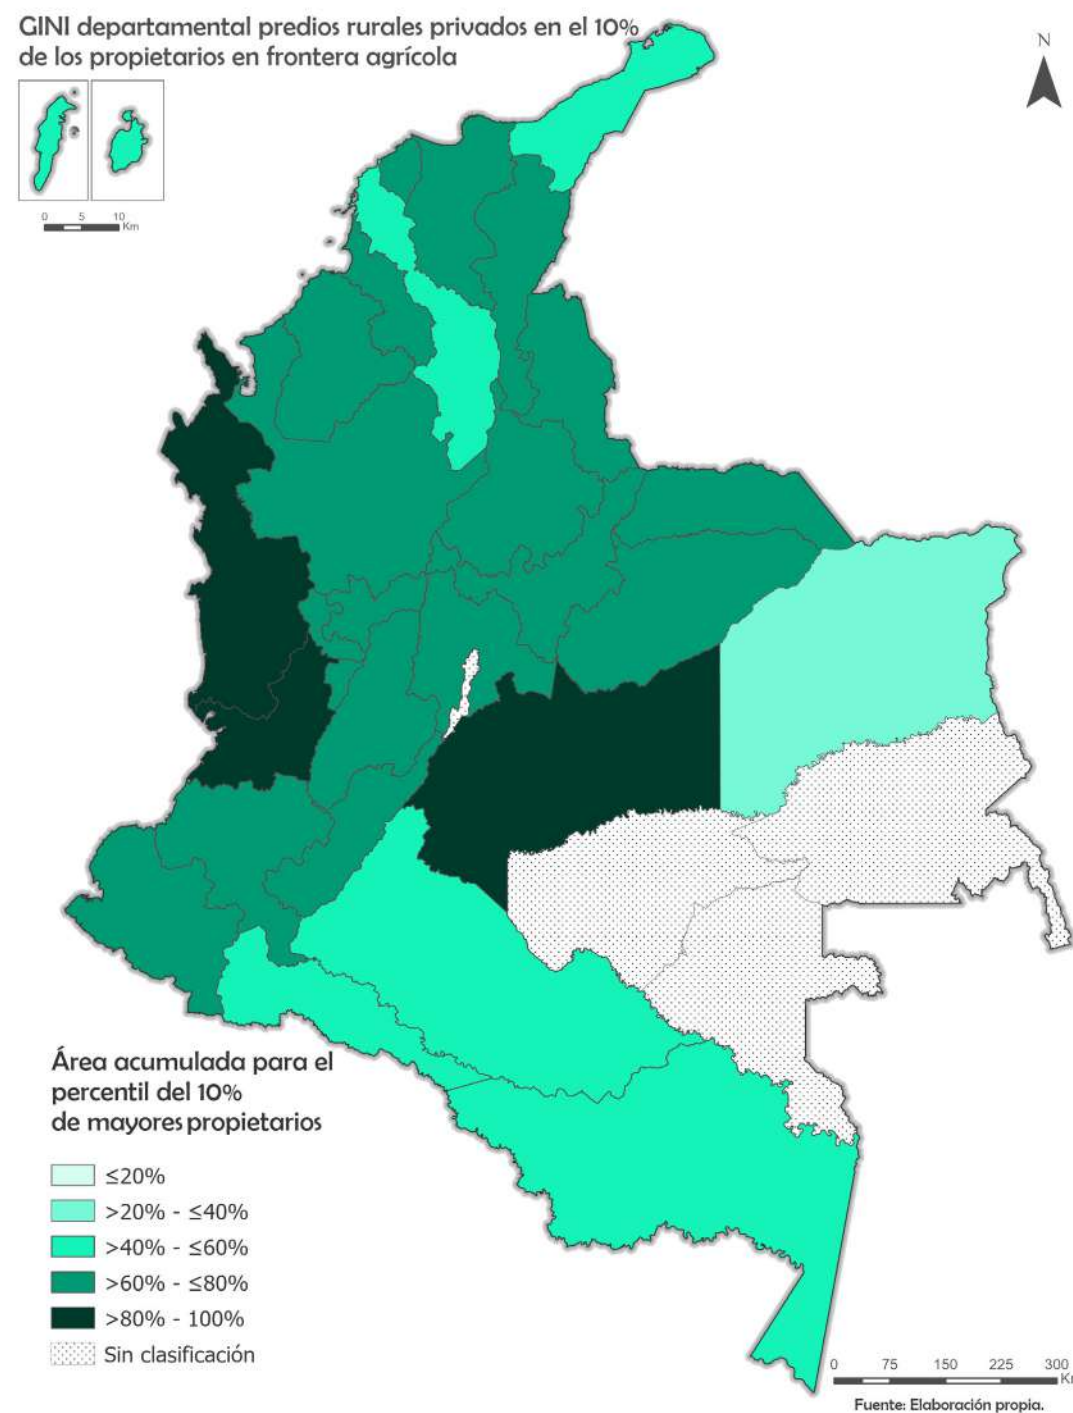 GINI departamental predios rurales privados en el 10%
de los propietarios en frontera agrícola
N
0 5 10
Km
Área acumulada para el
percentil del 10%
de mayores propietarios
≤20%
>20% - ≤40%
>40% - ≤60%
>60% - ≤80%
>80% - 100%
Sin clasificación
0 75 150 225 300
Km
Fuente: Elaboración propia.